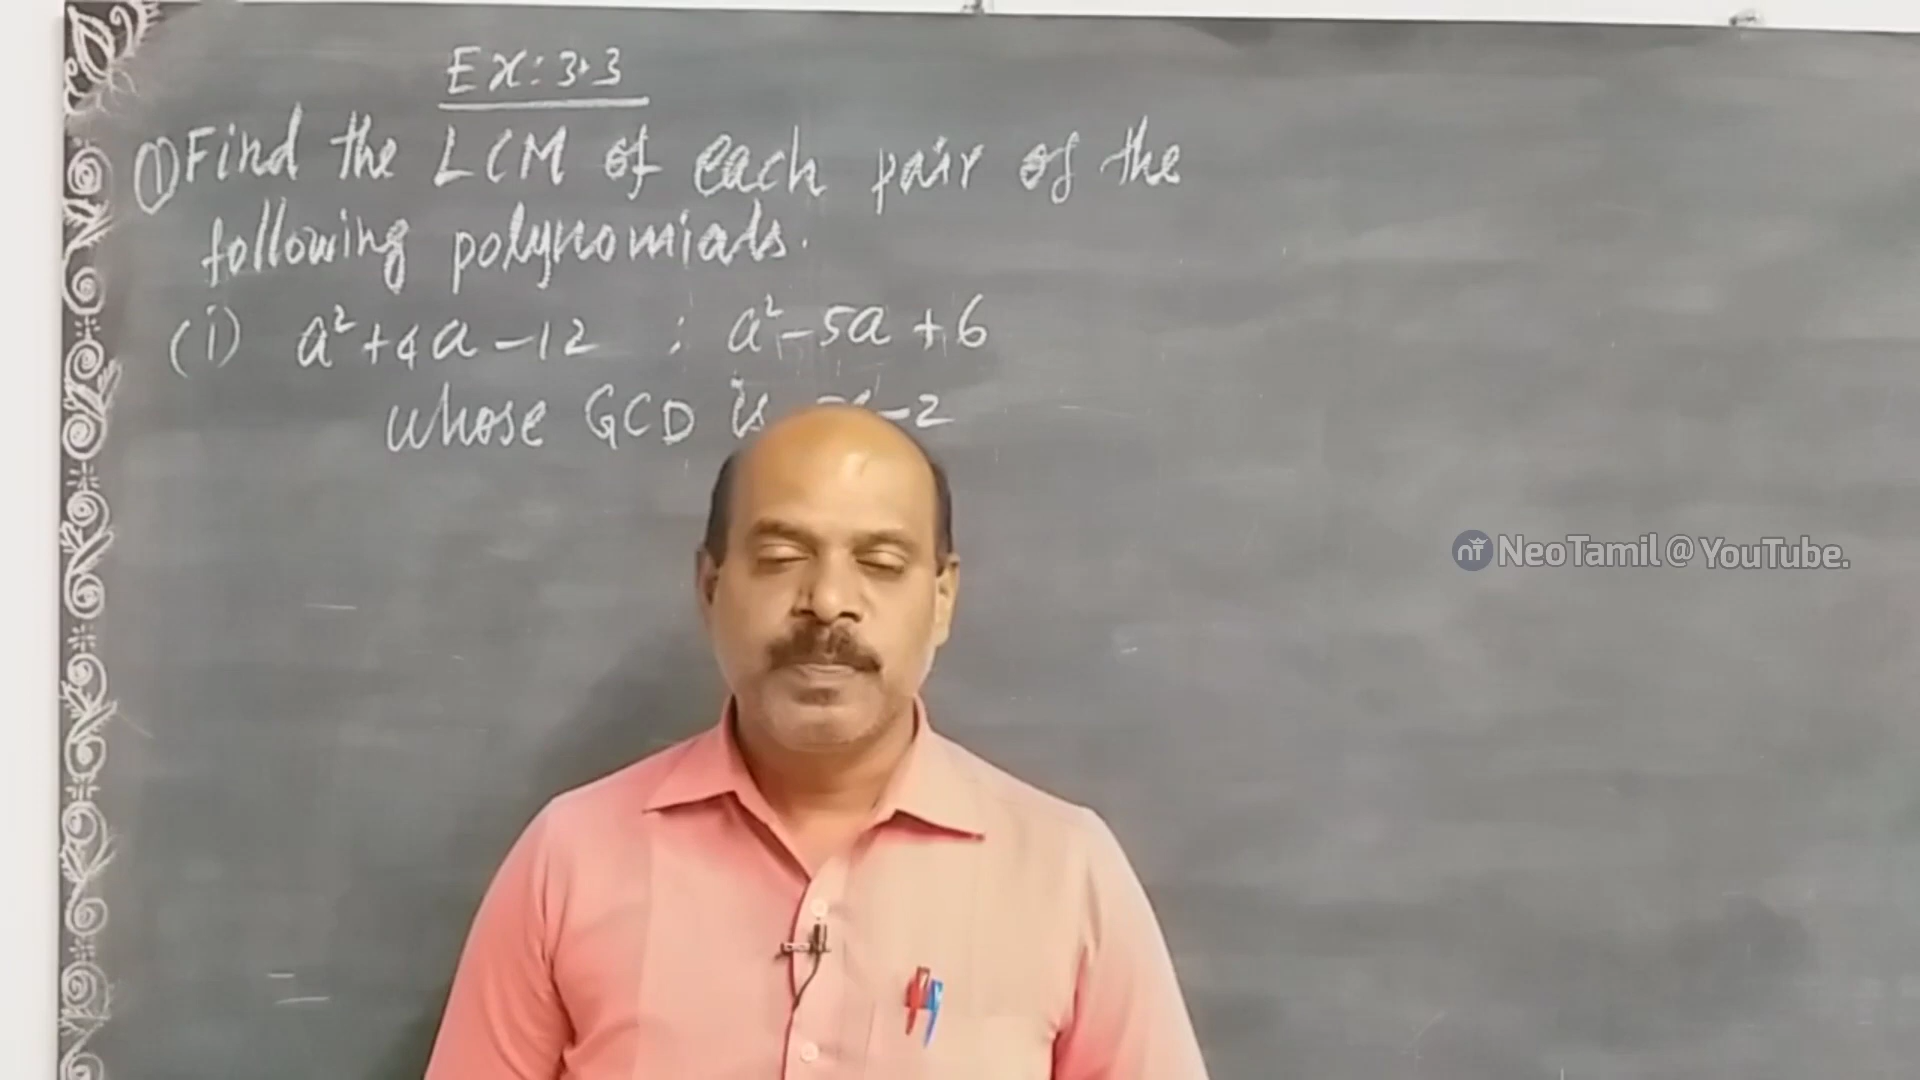 Ex: 3.3
① Find the LCM of each pair of the
following polynomials.
(i) a²+4a-12 ; a²-5a+6
whose GCD is -2
NeoTamil@YouTube.